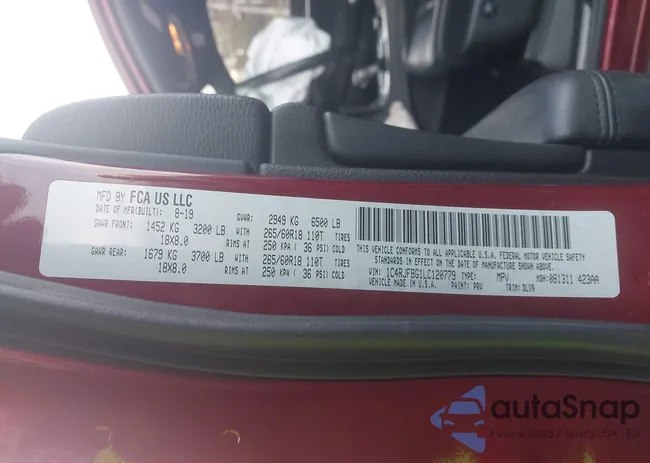 MFD BY FCA US LLC
DATE OF MFR(BUILT): 8-19 GVWR: 2949 KG 6500 LB
GAWR FRONT: 1452 KG 3200 LB WITH 265/60R18 110T TIRES
18X8.0 RIMS AT 250 KPA ( 36 PSI) COLD
GAWR REAR: 1679 KG 3700 LB WITH 265/60R18 110T TIRES
18X8.0 RIMS AT 250 KPA ( 36 PSI) COLD
THIS VEHICLE CONFORMS TO ALL APPLICABLE U.S.A. FEDERAL MOTOR VEHICLE SAFETY
STANDARDS IN EFFECT ON THE DATE OF MANUFACTURE SHOWN ABOVE.
VIN: 1C4RJFBG1LC120779 TYPE: MPV MDH: 081311 423AA
VEHICLE MADE IN U.S.A. PAINT: PRV TRIM: DLX9
autaSnap